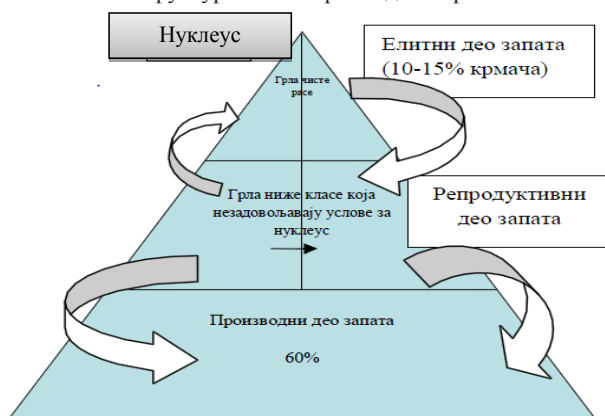 Нуклеус
Елитни део запата
(10-15% крмача)
Грла чисте
расе
Грла ниже класе која
незадовољавају услове за
нуклеус
Репродуктивни
део запата
Производни део запата
60%